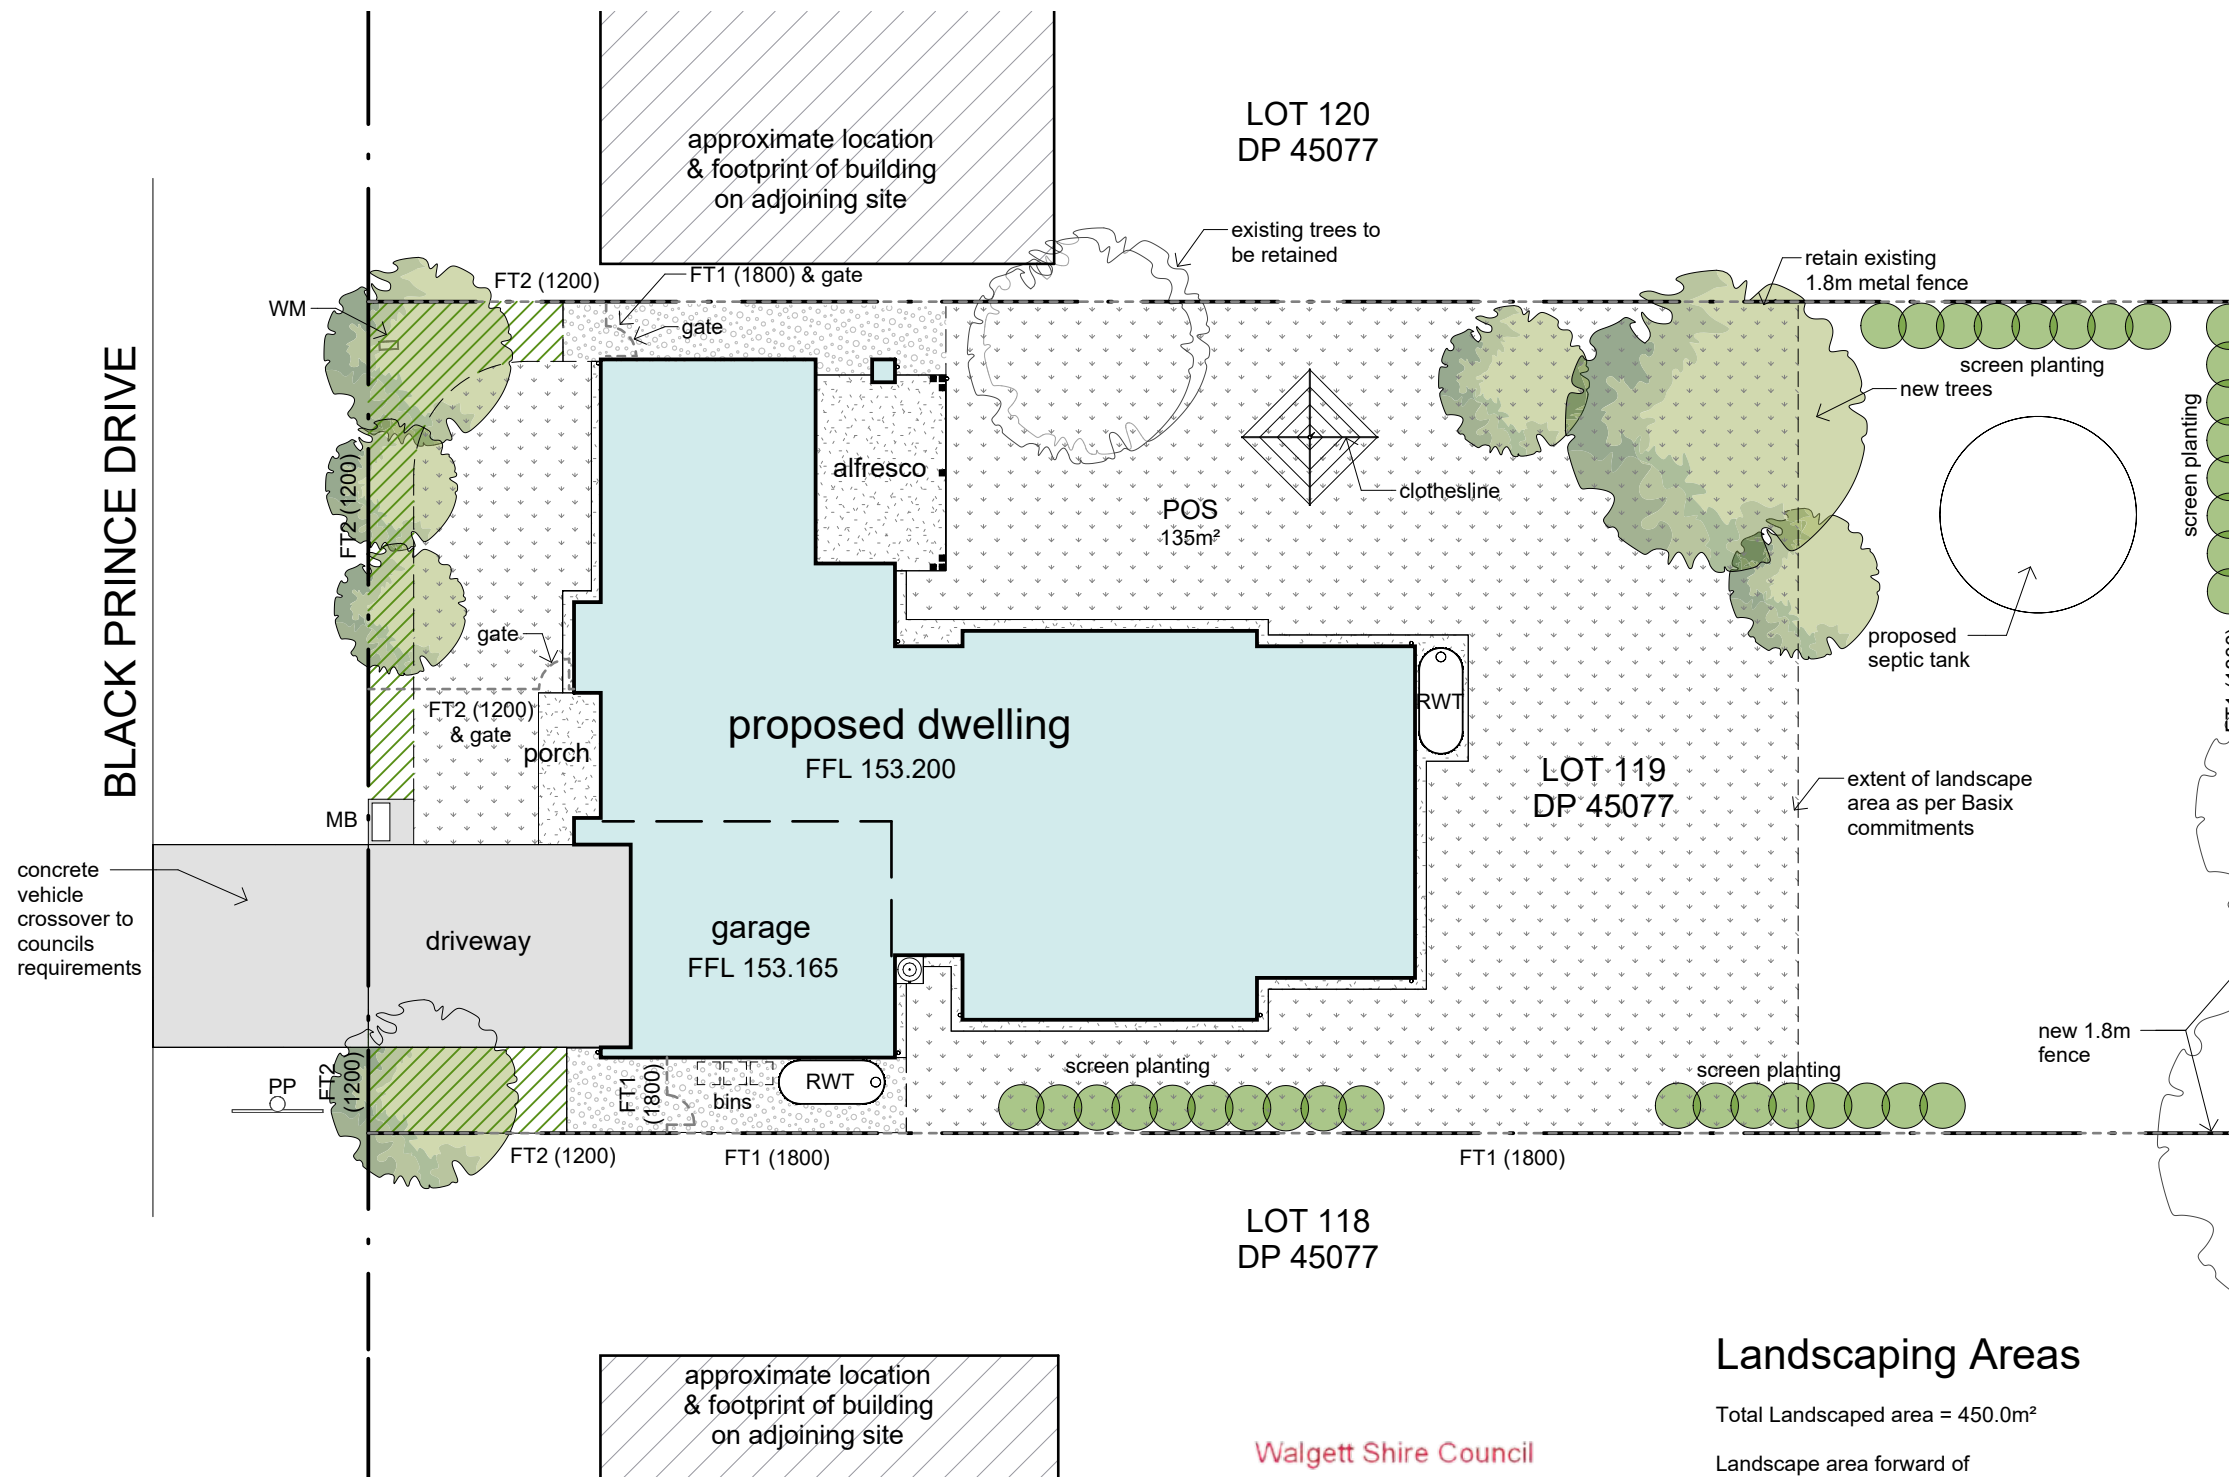 LOT 120
DP 45077
approximate location
& footprint of building
on adjoining site
existing trees to
be retained
retain existing
1.8m metal fence
FT2 (1200)
FT1 (1800) & gate
WM
gate
screen planting
new trees
screen planting
BLACK PRINCE DRIVE
FT2 (1200)
alfresco
clothesline
POS
135m²
gate
proposed
septic tank
FT2 (1200)
& gate
porch
proposed dwelling
FFL 153.200
RWT
LOT 119
DP 45077
extent of landscape
area as per Basix
commitments
MB
concrete
vehicle
crossover to
councils
requirements
driveway
garage
FFL 153.165
new 1.8m
fence
PP
FT2
(1200)
FT1
(1800)
bins
RWT
screen planting
screen planting
FT2 (1200)
FT1 (1800)
FT1 (1800)
LOT 118
DP 45077
approximate location
& footprint of building
on adjoining site
Landscaping Areas
Total Landscaped area = 450.0m²
Landscape area forward of
Walgett Shire Council